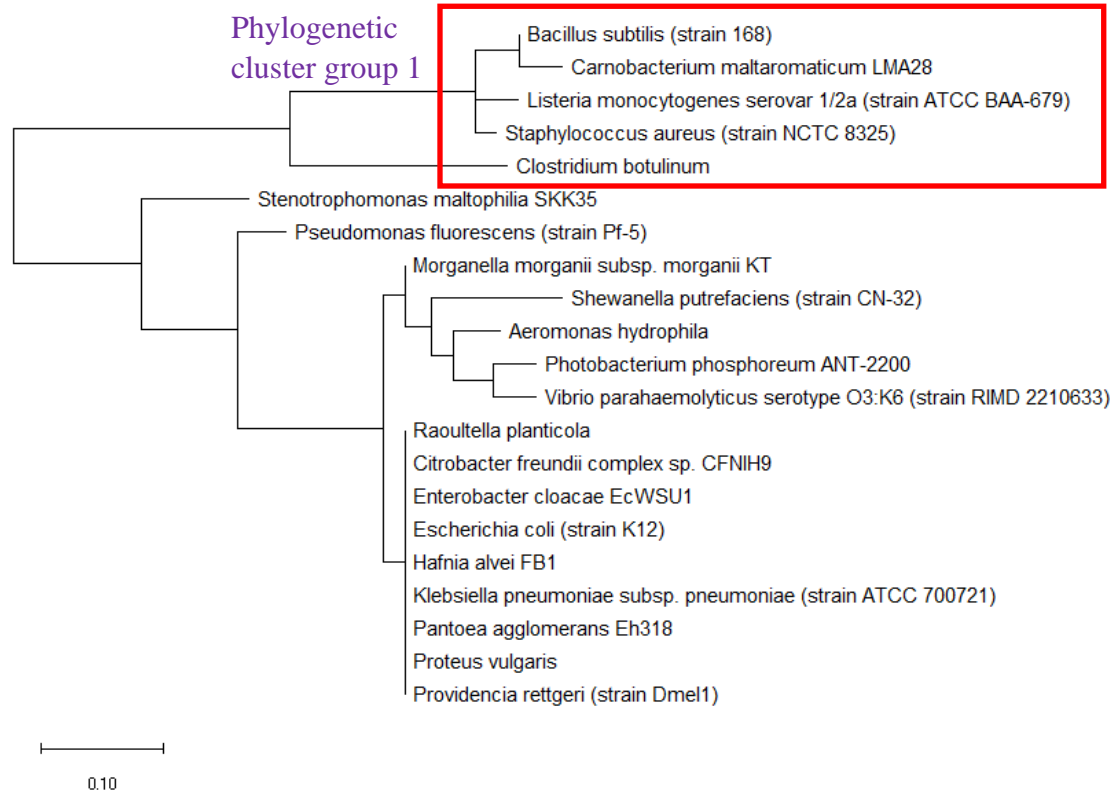 Phylogenetic
cluster group 1
Bacillus subtilis (strain 168)
Carnobacterium maltaromaticum LMA28
Listeria monocytogenes serovar 1/2a (strain ATCC BAA-679)
Staphylococcus aureus (strain NCTC 8325)
Clostridium botulinum
Stenotrophomonas maltophilia SKK35
Pseudomonas fluorescens (strain Pf-5)
Morganella morganii subsp. morganii KT
Shewanella putrefaciens (strain CN-32)
Aeromonas hydrophila
Photobacterium phosphoreum ANT-2200
Vibrio parahaemolyticus serotype O3:K6 (strain RIMD 2210633)
Raoultella planticola
Citrobacter freundii complex sp. CFNIH9
Enterobacter cloacae EcWSU1
Escherichia coli (strain K12)
Hafnia alvei FB1
Klebsiella pneumoniae subsp. pneumoniae (strain ATCC 700721)
Pantoea agglomerans Eh318
Proteus vulgaris
Providencia rettgeri (strain Dmel1)
0.10